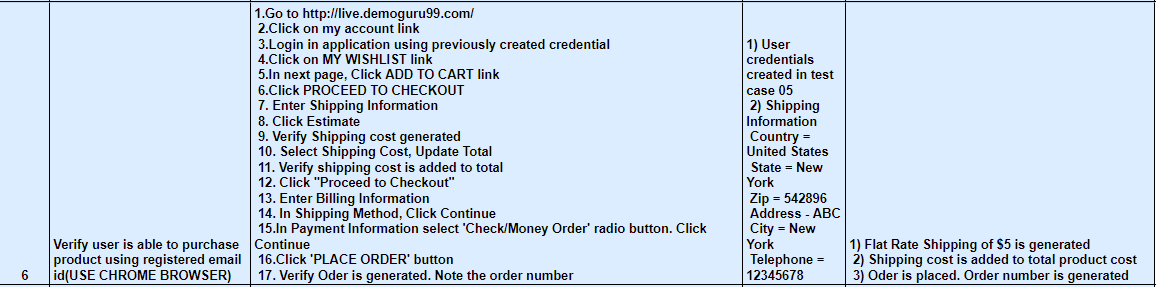 6
Verify user is able to purchase
product using registered email
id(USE CHROME BROWSER)
1.Go to http://live.demoguru99.com/
2.Click on my account link
3.Login in application using previously created credential
4.Click on MY WISHLIST link
5.In next page, Click ADD TO CART link
6.Click PROCEED TO CHECKOUT
7. Enter Shipping Information
8. Click Estimate
9. Verify Shipping cost generated
10. Select Shipping Cost, Update Total
11. Verify shipping cost is added to total
12. Click "Proceed to Checkout"
13. Enter Billing Information
14. In Shipping Method, Click Continue
15.In Payment Information select 'Check/Money Order' radio button. Click
Continue
16.Click 'PLACE ORDER' button
17. Verify Oder is generated. Note the order number
1) User
credentials
created in test
case 05
2) Shipping
Information
Country =
United States
State = New
York
Zip = 542896
Address - ABC
City = New
York
Telephone =
12345678
1) Flat Rate Shipping of $5 is generated
2) Shipping cost is added to total product cost
3) Oder is placed. Order number is generated